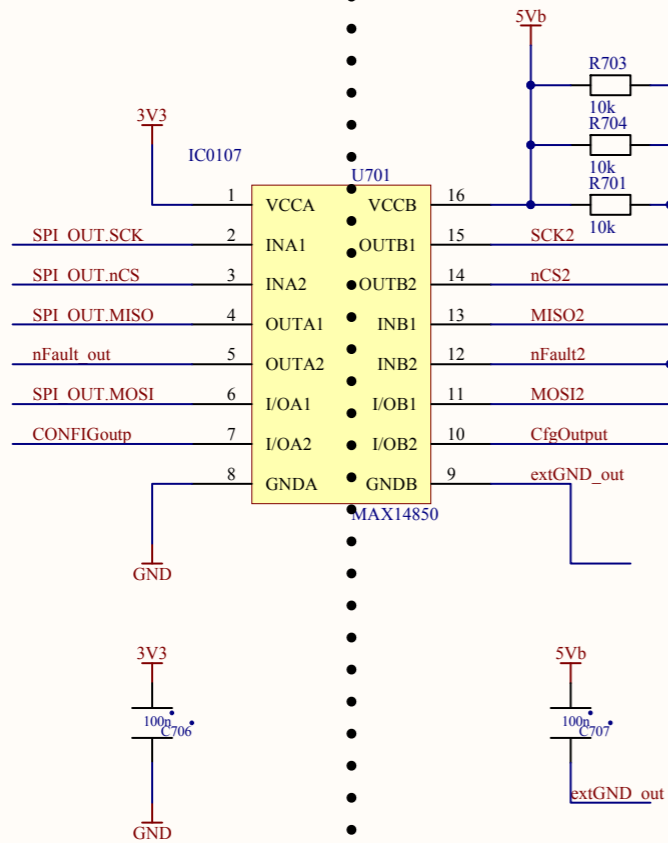 5Vb
R703
10k
R704
10k
R701
10k
3V3
IC0107
U701
1 VCCA VCCB 16
SPI_OUT.SCK 2 INA1 OUTB1 15 SCK2
SPI_OUT.nCS 3 INA2 OUTB2 14 nCS2
SPI_OUT.MISO 4 OUTA1 INB1 13 MISO2
nFault_out 5 OUTA2 INB2 12 nFault2
SPI_OUT.MOSI 6 I/OA1 I/OB1 11 MOSI2
CONFIGoutp 7 I/OA2 I/OB2 10 CfgOutput
8 GNDA GNDB 9 extGND_out
MAX14850
GND
3V3
5Vb
100n
C706
100n
C707
extGND_out
GND